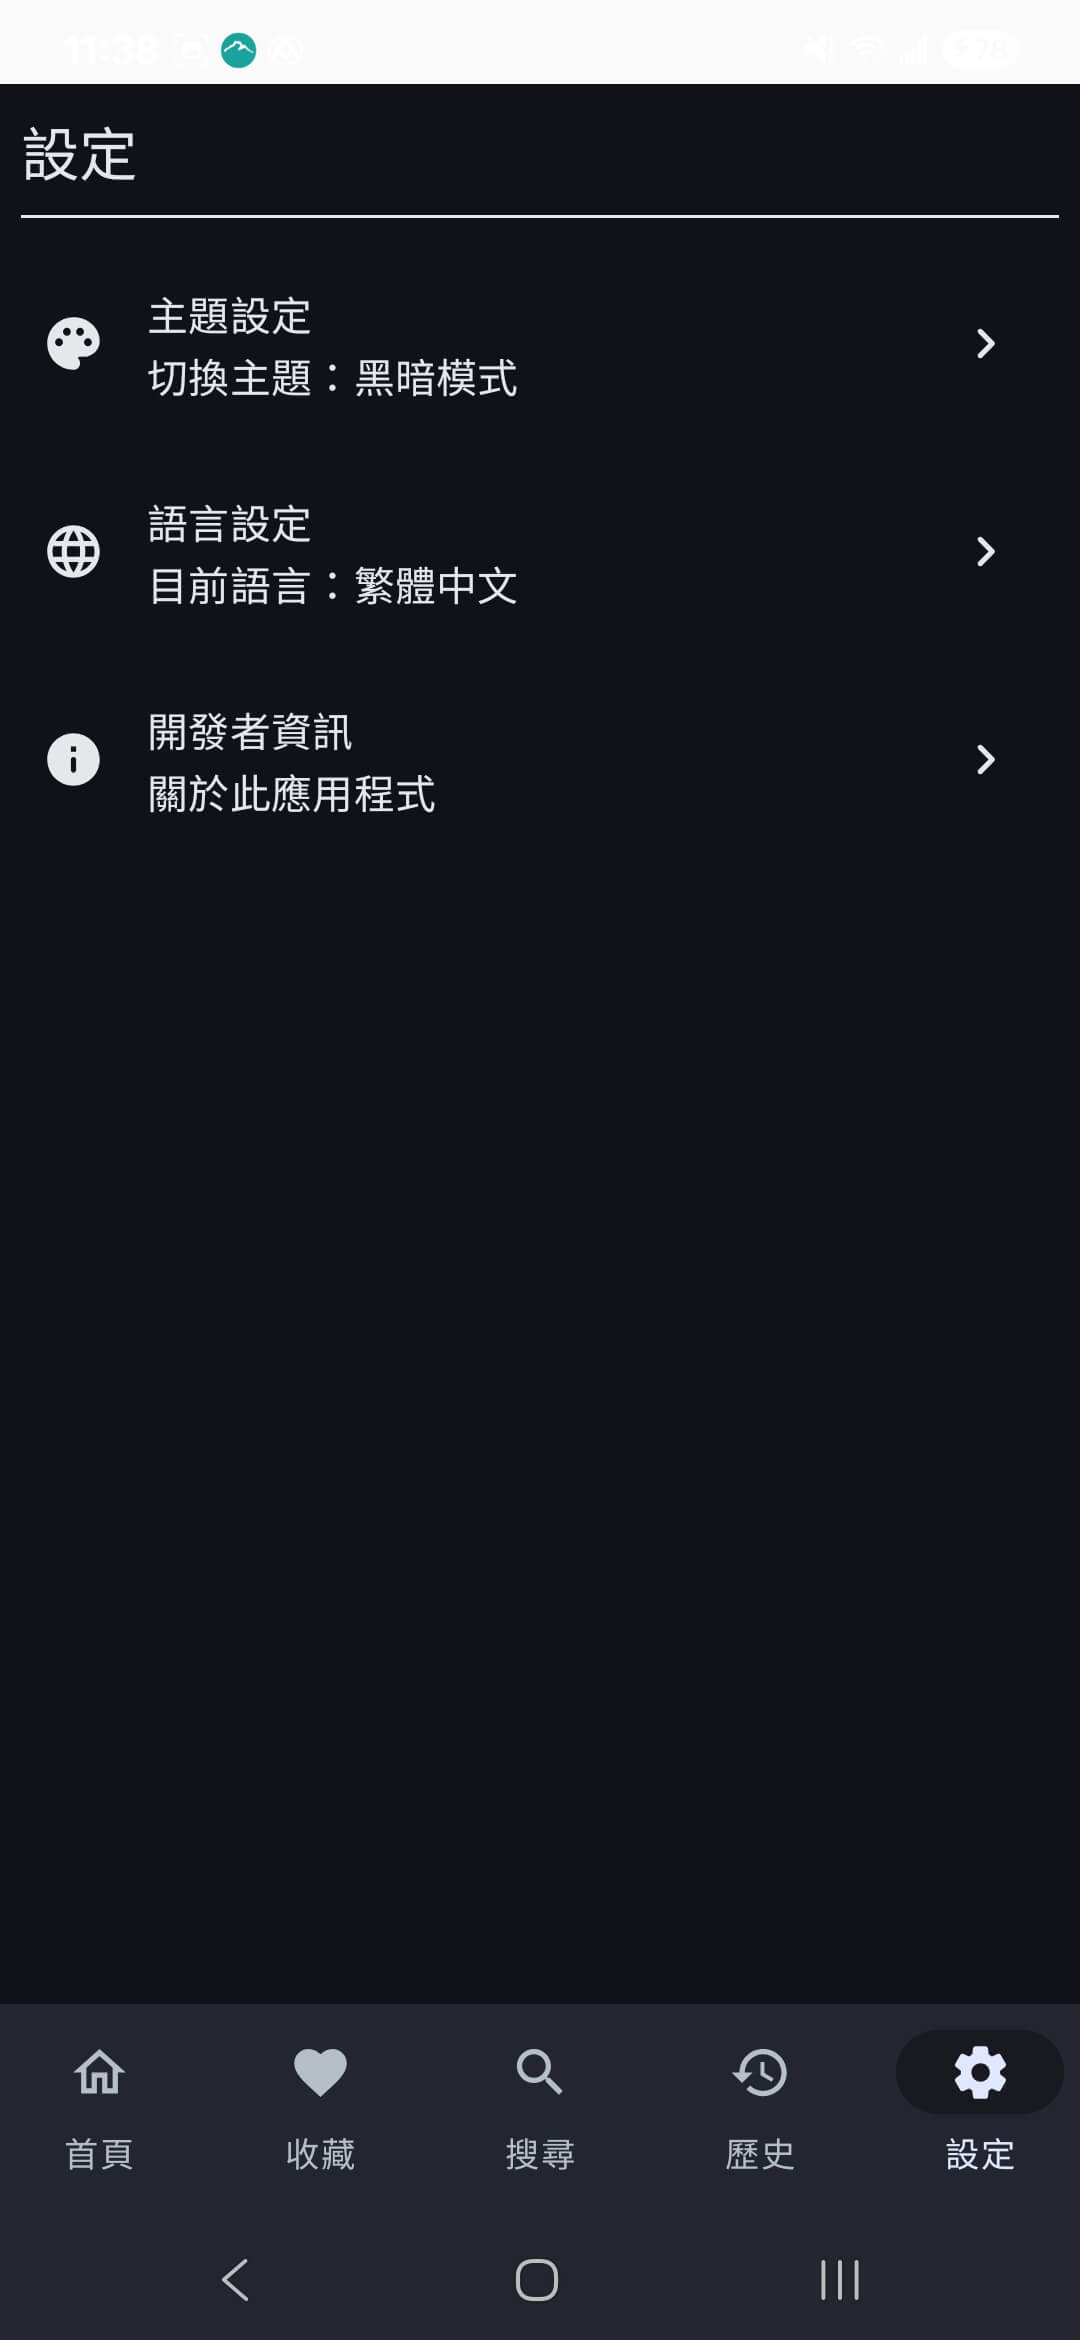 11:38
設定
主題設定
切換主題：黑暗模式
語言設定
目前語言：繁體中文
開發者資訊
關於此應用程式
首頁
收藏
搜尋
歷史
設定